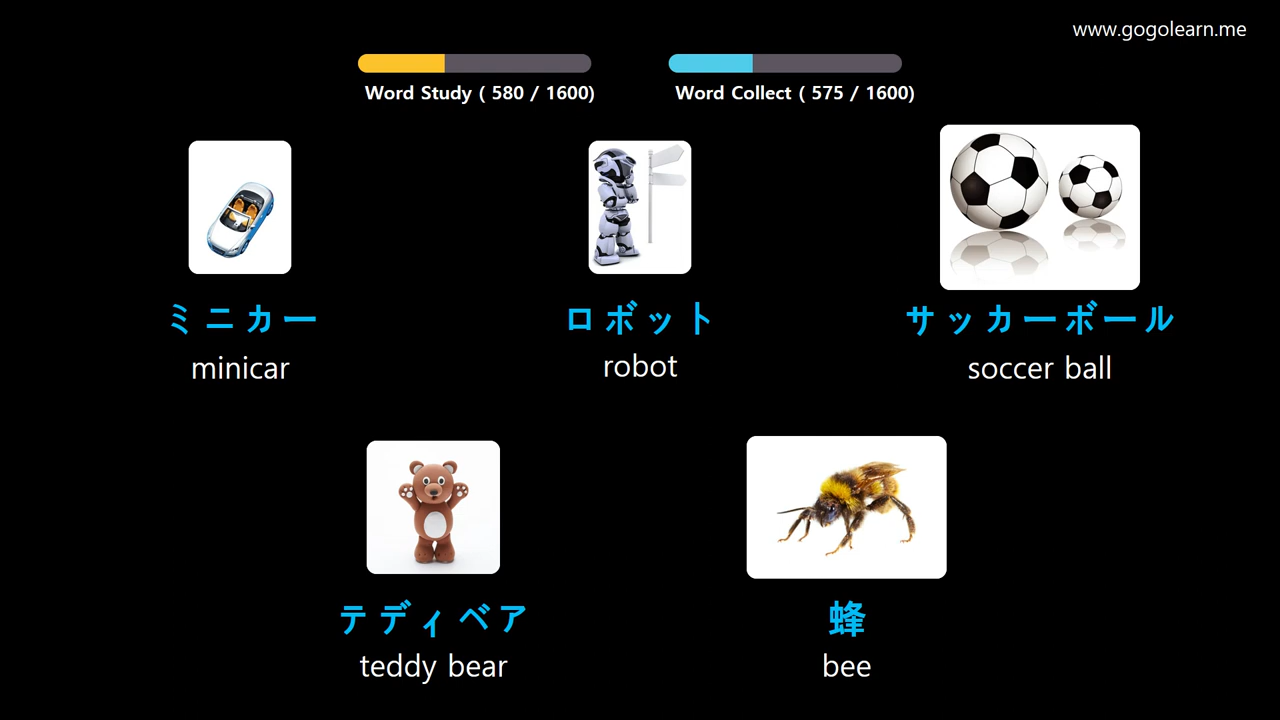 www.gogolearn.me
Word Study ( 580 / 1600)
Word Collect ( 575 / 1600)
ミニカー
minicar
ロボット
robot
サッカーボール
soccer ball
テディベア
teddy bear
蜂
bee